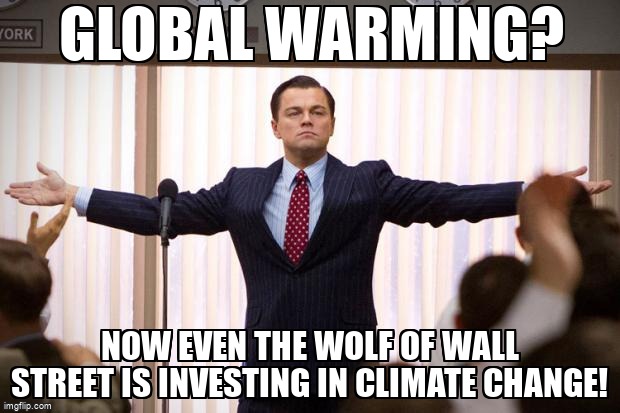 YORK
GLOBAL WARMING?
NOW EVEN THE WOLF OF WALL
STREET IS INVESTING IN CLIMATE CHANGE!
imgflip.com